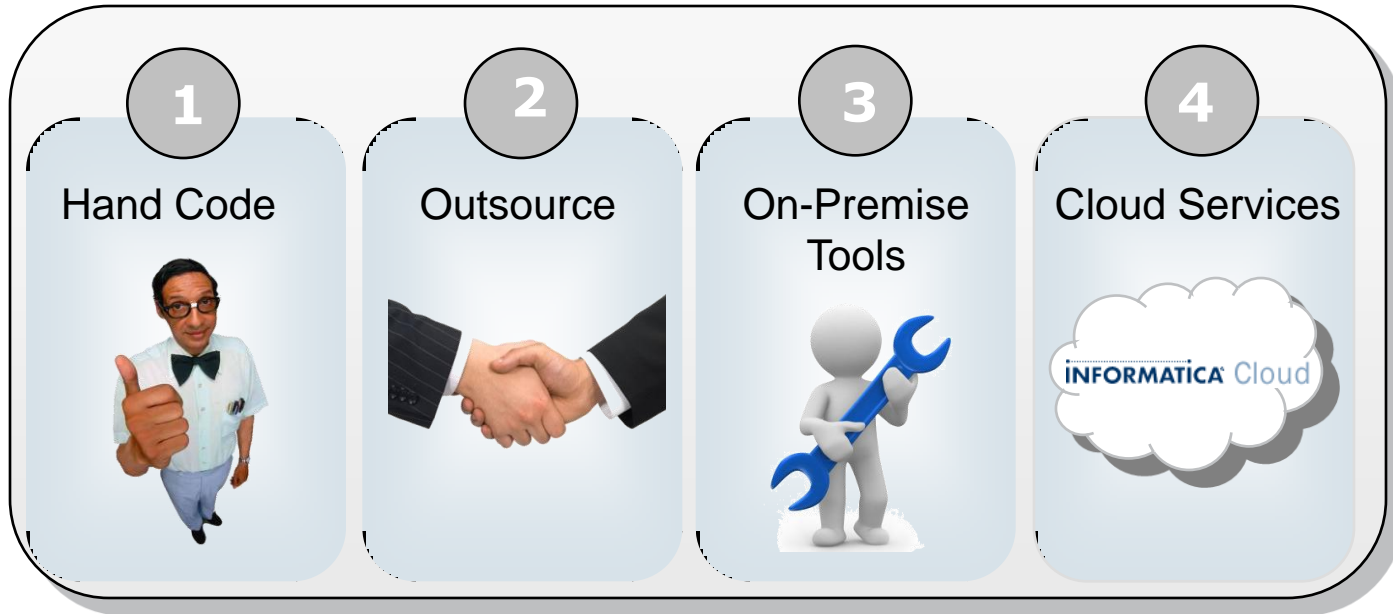 1
2
3
4
Hand Code
Outsource
On-Premise
Tools
Cloud Services
INFORMATICA Cloud